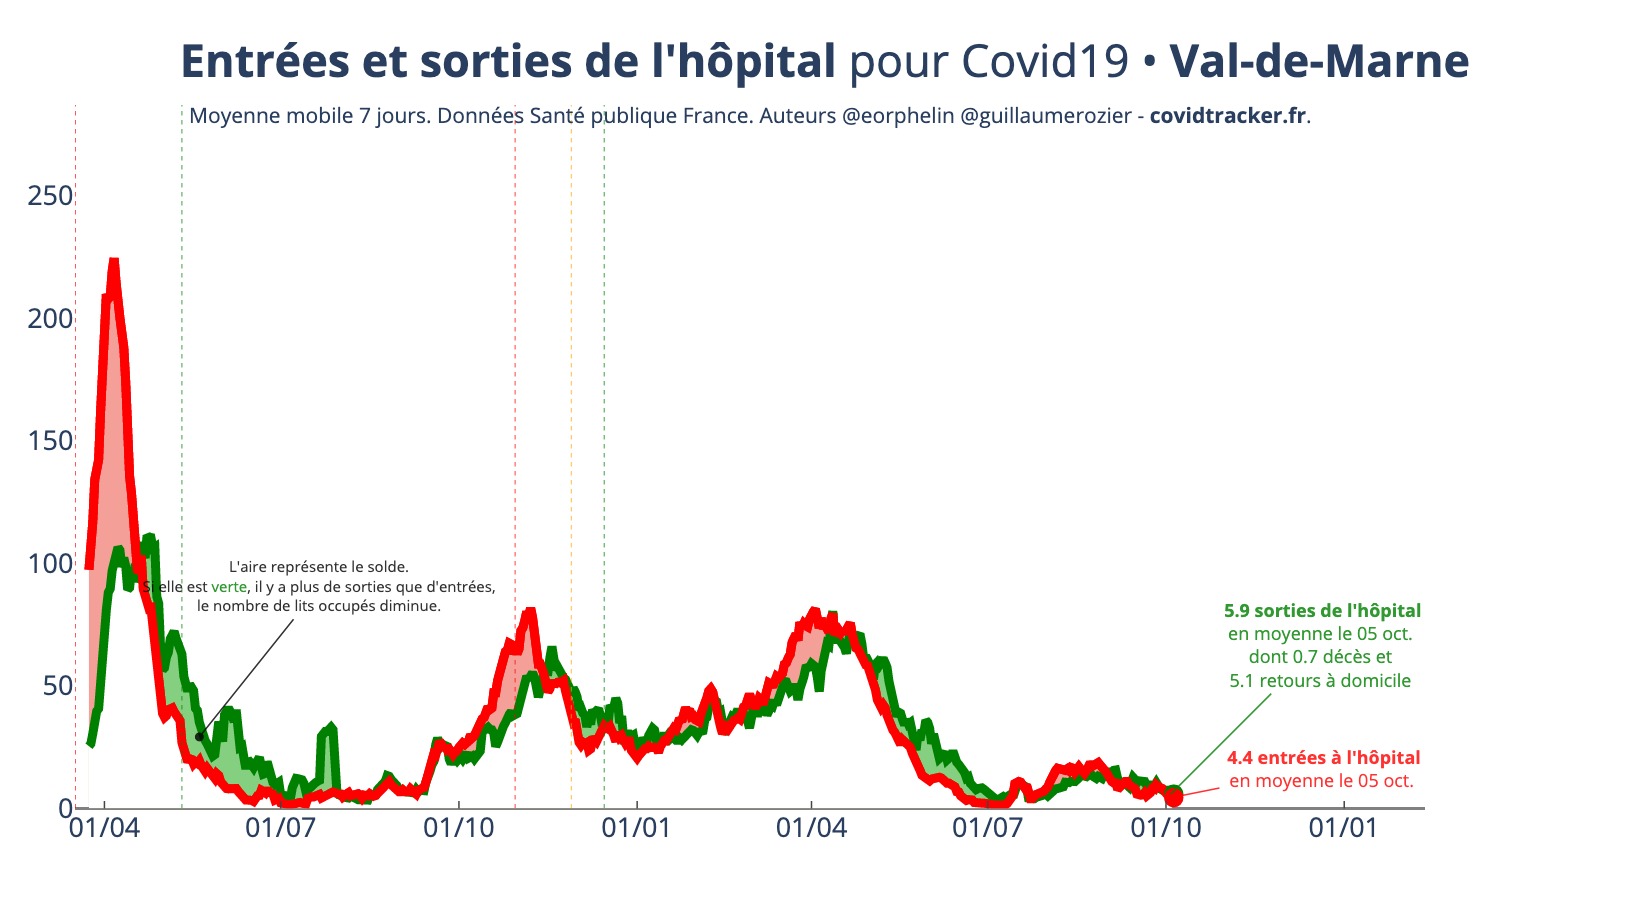 Entrées et sorties de l'hôpital pour Covid19 • Val-de-Marne
Moyenne mobile 7 jours. Données Santé publique France. Auteurs @eorphelin @guillaumerozier - covidtracker.fr.
250
200
150
100
50
0
L'aire représente le solde.
Si elle est verte, il y a plus de sorties que d'entrées,
le nombre de lits occupés diminue.
5.9 sorties de l'hôpital
en moyenne le 05 oct.
dont 0.7 décès et
5.1 retours à domicile
4.4 entrées à l'hôpital
en moyenne le 05 oct.
01/04 01/07 01/10 01/01 01/04 01/07 01/10 01/01